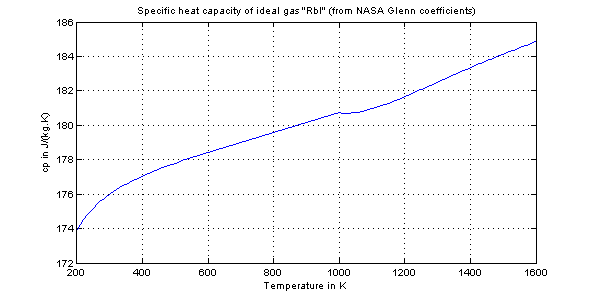 Specific heat capacity of ideal gas "RbI" (from NASA Glenn coefficients)
cp in J/(kg.K)
186
184
182
180
178
176
174
172
200 400 600 800 1000 1200 1400 1600
Temperature in K